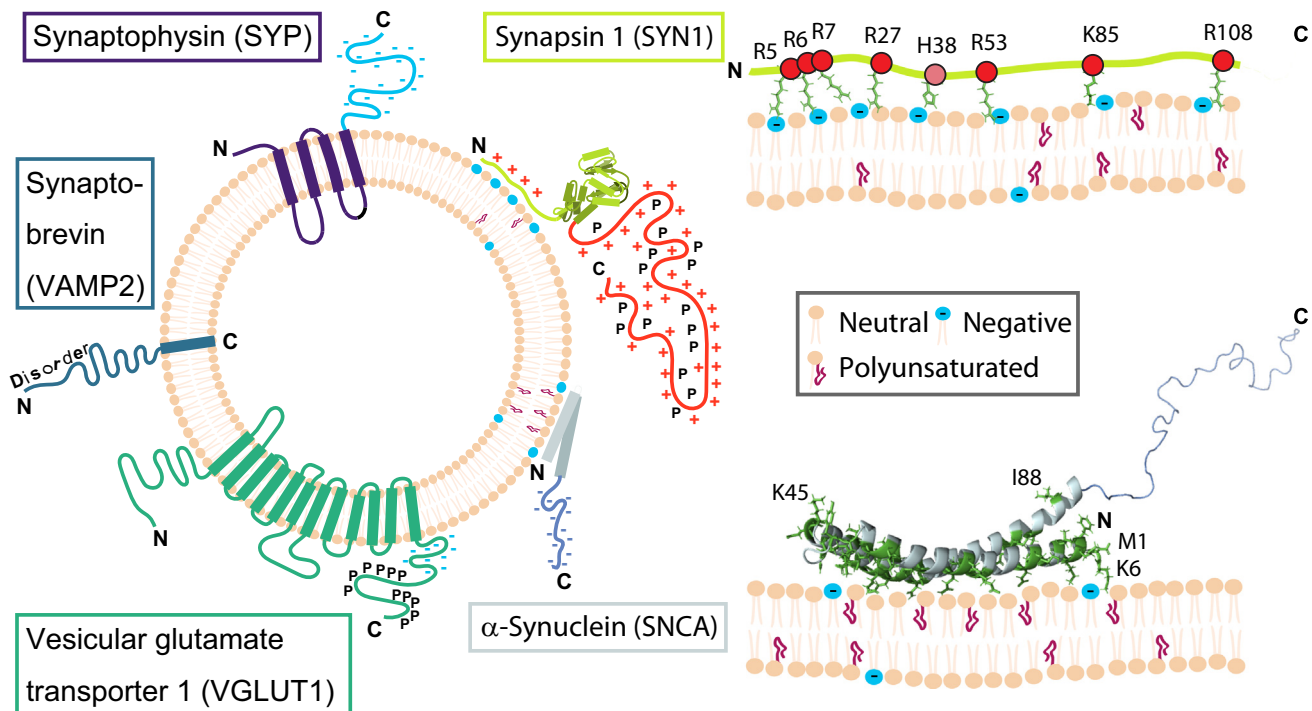 Synaptophysin (SYP)
C
N
Synapto-
brevin
(VAMP2)
C
Disorder
N
N
Vesicular glutamate
transporter 1 (VGLUT1)
P P P P P P
P P P
P P P
P P
C
Synapsin 1 (SYN1)
N
+ + + +
P P P P P P P P P P P P P P P P P P P
C
N
C
α-Synuclein (SNCA)
N R5 R6 R7 R27 H38 R53 K85 R108 C
Neutral Negative
Polyunsaturated
C
K45 I88
N
M1
K6